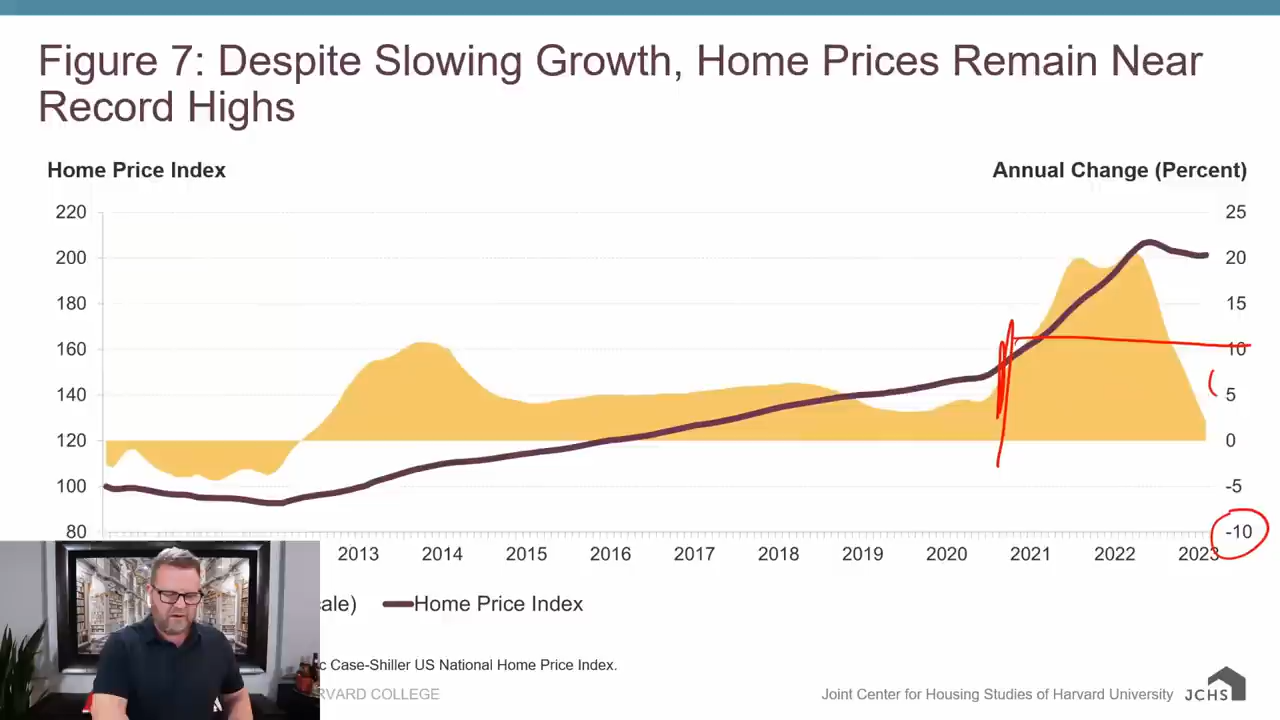 Figure 7: Despite Slowing Growth, Home Prices Remain Near
Record Highs
Home Price Index
Annual Change (Percent)
220 25
200 20
180 15
160 10
140 5
120 0
100 -5
80 -10
2013 2014 2015 2016 2017 2018 2019 2020 2021 2022 2023
ale) Home Price Index
c Case-Shiller US National Home Price Index.
RVARD COLLEGE
Joint Center for Housing Studies of Harvard University
JCHS